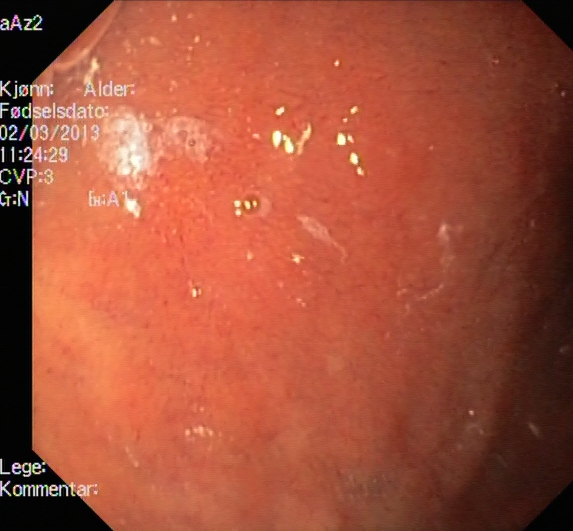 aAz2
Kjønn: Alder:
Fødselsdato:
02/03/2013
11:24:29
CVP:3
G:N
Lege:
Kommentar: